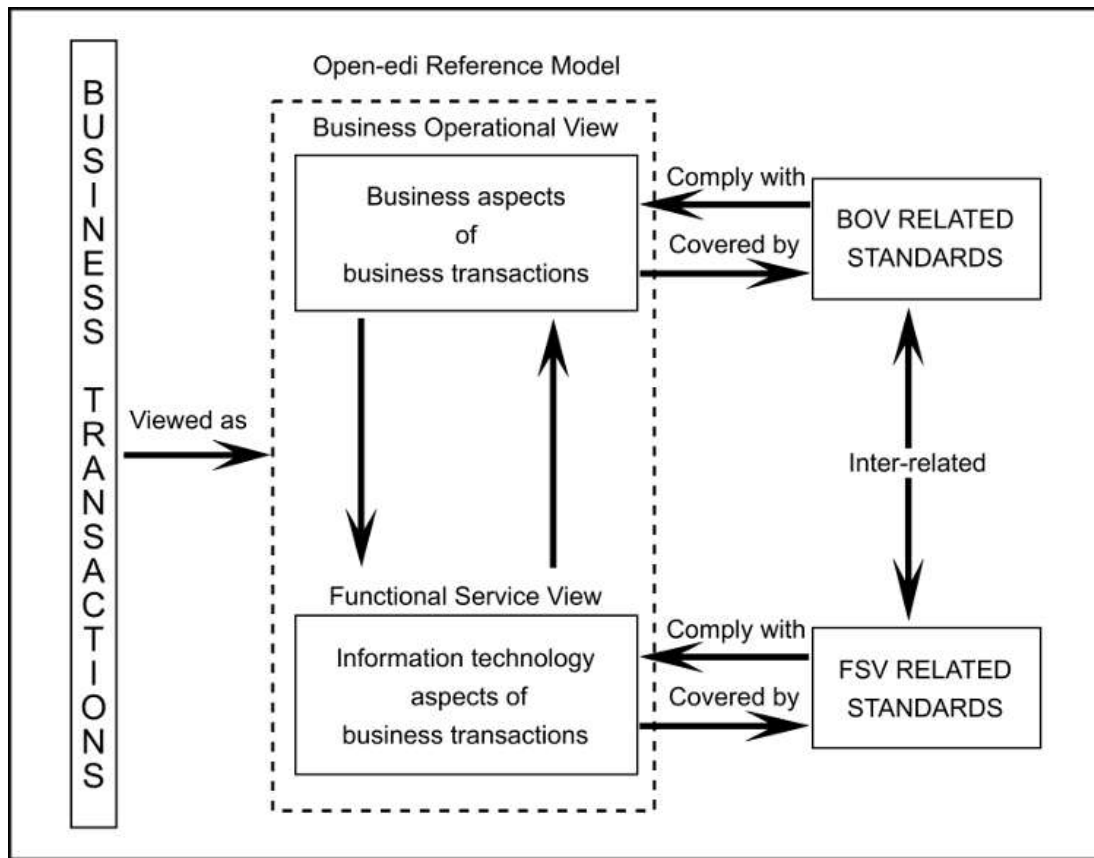 BUSINESS TRANSACTIONS
Open-edi Reference Model
Business Operational View
Business aspects
of
business transactions
Comply with
Covered by
BOV RELATED
STANDARDS
Viewed as
Inter-related
Functional Service View
Information technology
aspects of
business transactions
Comply with
Covered by
FSV RELATED
STANDARDS